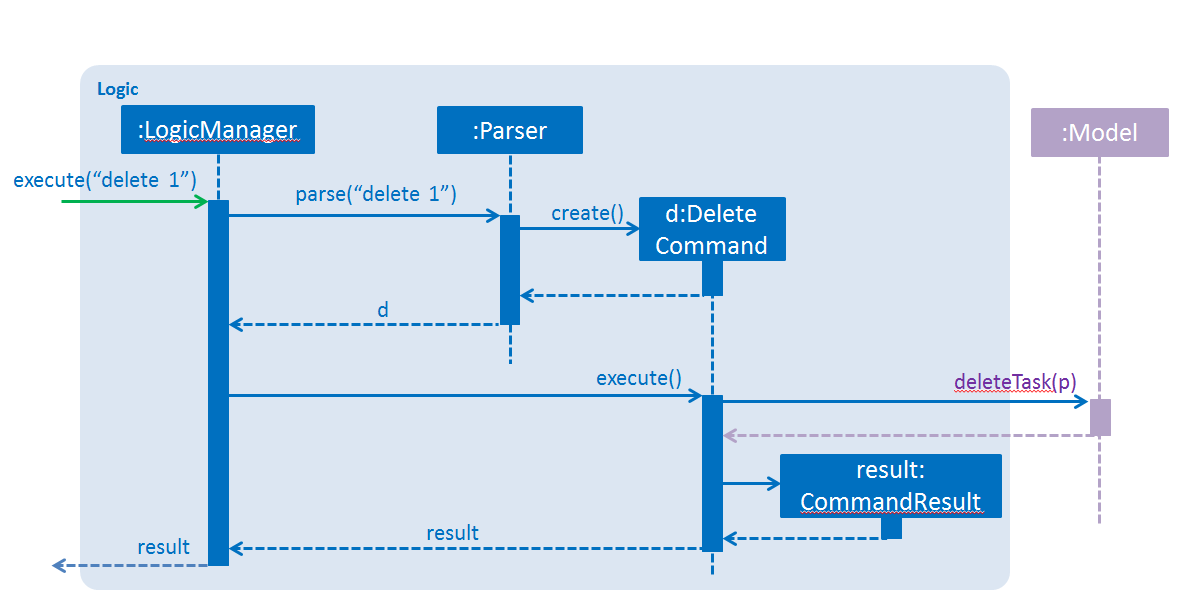 Logic
:LogicManager
:Parser
:Model
execute(“delete 1”)
parse(“delete 1”)
create()
d:Delete
Command
d
execute()
deleteTask(p)
result:
CommandResult
result
result